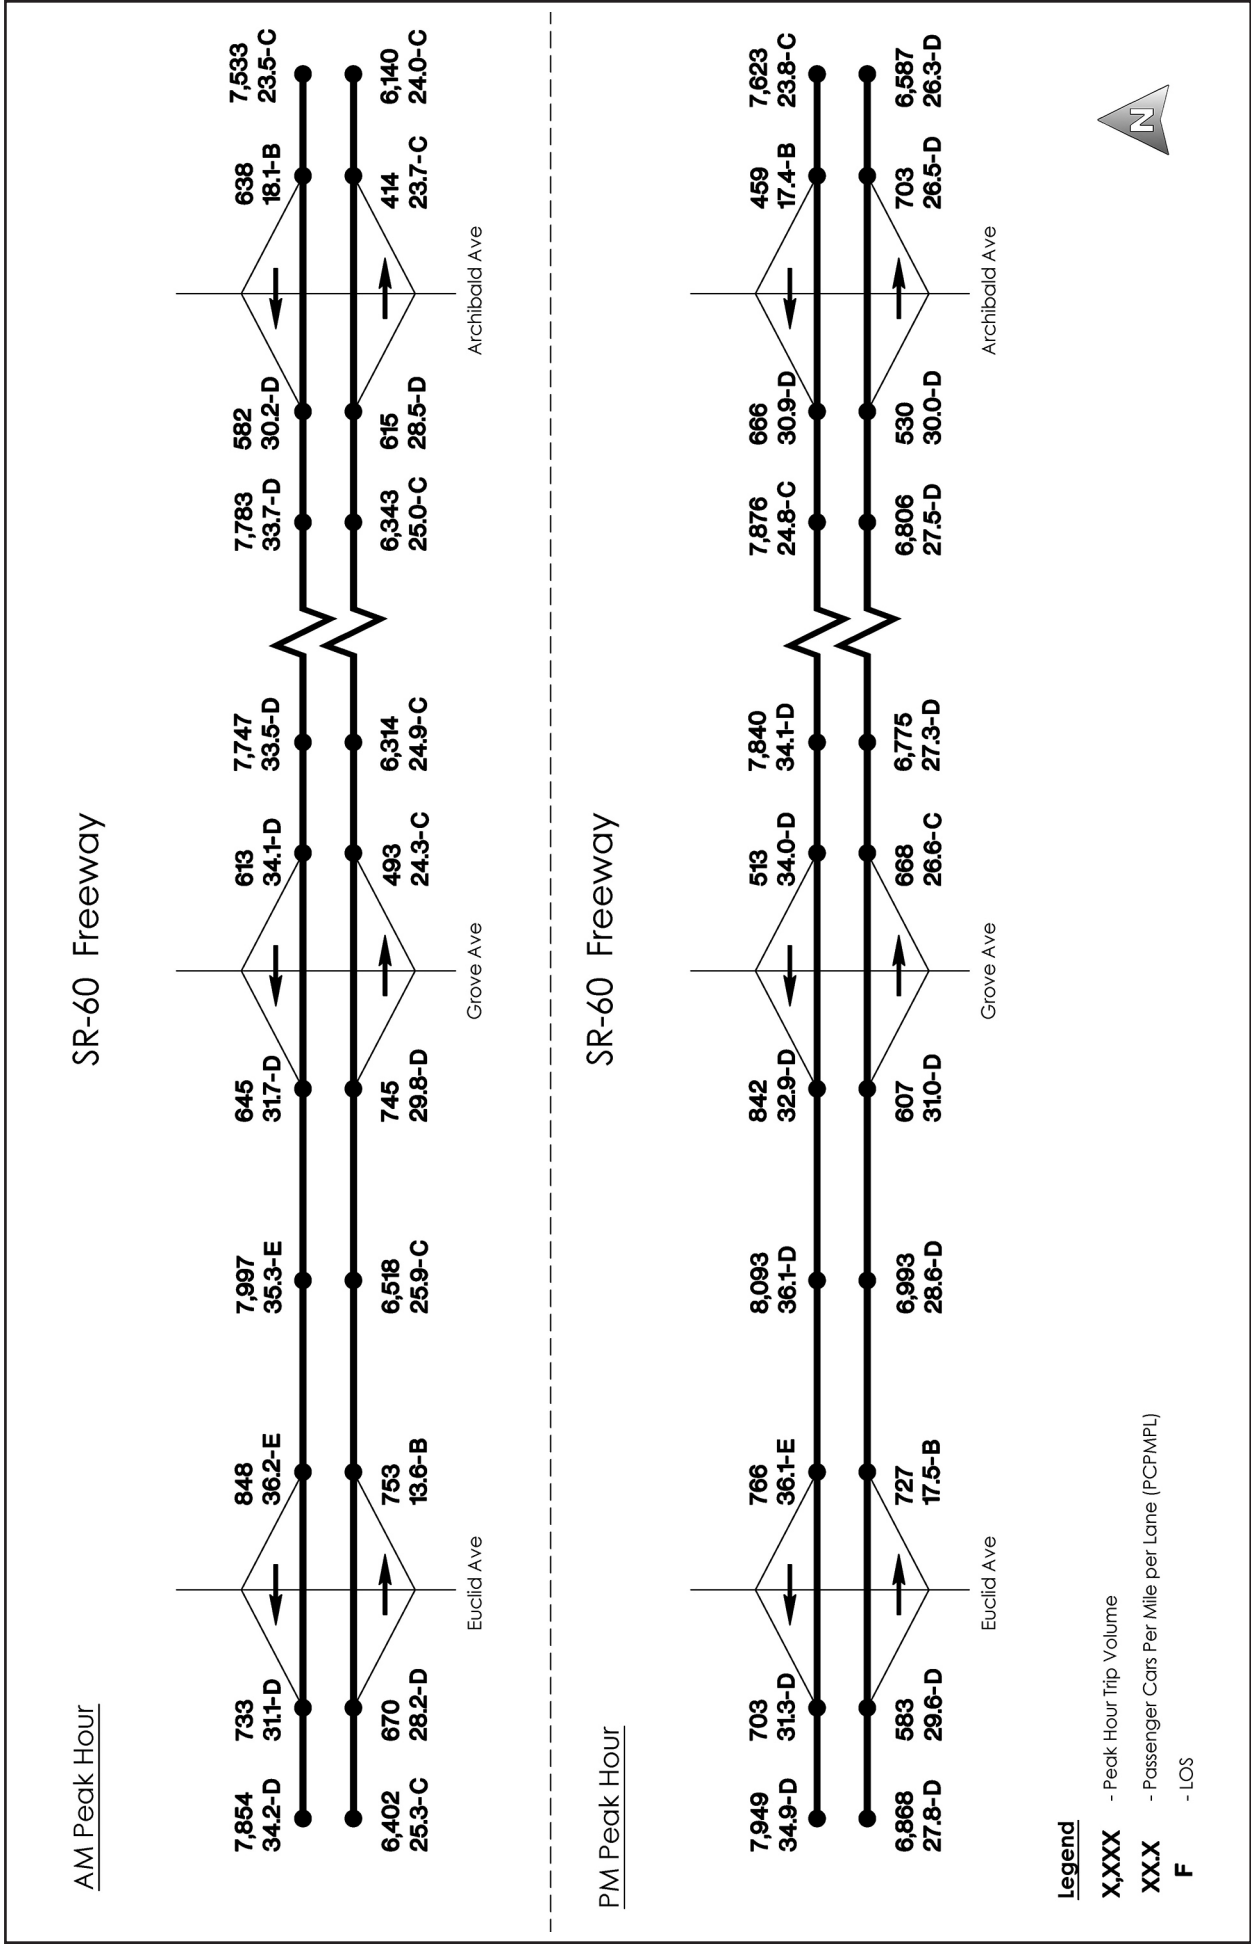 AM Peak Hour
SR-60 Freeway
7,854
34.2-D
733
31.1-D
848
36.2-E
7,997
35.3-E
645
31.7-D
613
34.1-D
7,747
33.5-D
7,783
33.7-D
582
30.2-D
638
18.1-B
7,533
23.5-C
6,402
25.3-C
670
28.2-D
753
13.6-B
6,518
25.9-C
745
29.8-D
493
24.3-C
6,314
24.9-C
6,343
25.0-C
615
28.5-D
414
23.7-C
6,140
24.0-C
Euclid Ave
Grove Ave
Archibald Ave
PM Peak Hour
SR-60 Freeway
7,949
34.9-D
703
31.3-D
766
36.1-E
8,093
36.1-D
842
32.9-D
513
34.0-D
7,840
34.1-D
7,876
24.8-C
666
30.9-D
459
17.4-B
7,623
23.8-C
6,868
27.8-D
583
29.6-D
727
17.5-B
6,993
28.6-D
607
31.0-D
668
26.6-C
6,775
27.3-D
6,806
27.5-D
530
30.0-D
703
26.5-D
6,587
26.3-D
Euclid Ave
Grove Ave
Archibald Ave
Legend
X,XXX - Peak Hour Trip Volume
XX.X - Passenger Cars Per Mile per Lane (PCPMPL)
F - LOS
N